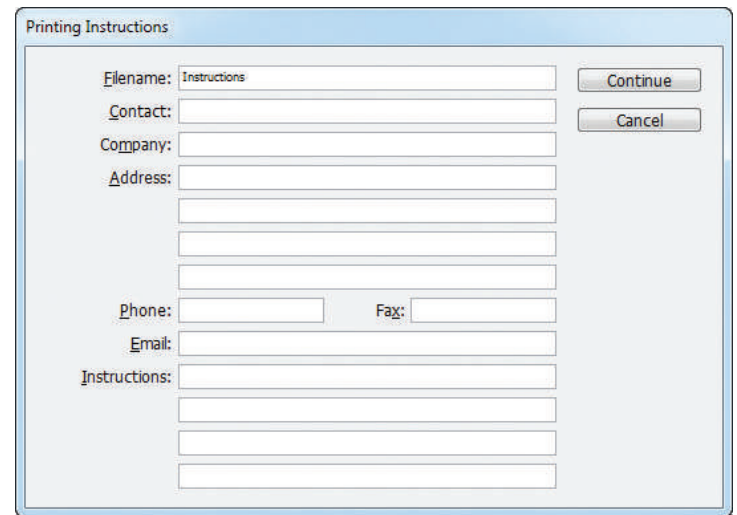 Printing Instructions
Filename: Instructions
Continue
Contact:
Cancel
Company:
Address:
Phone:
Fax:
Email:
Instructions: